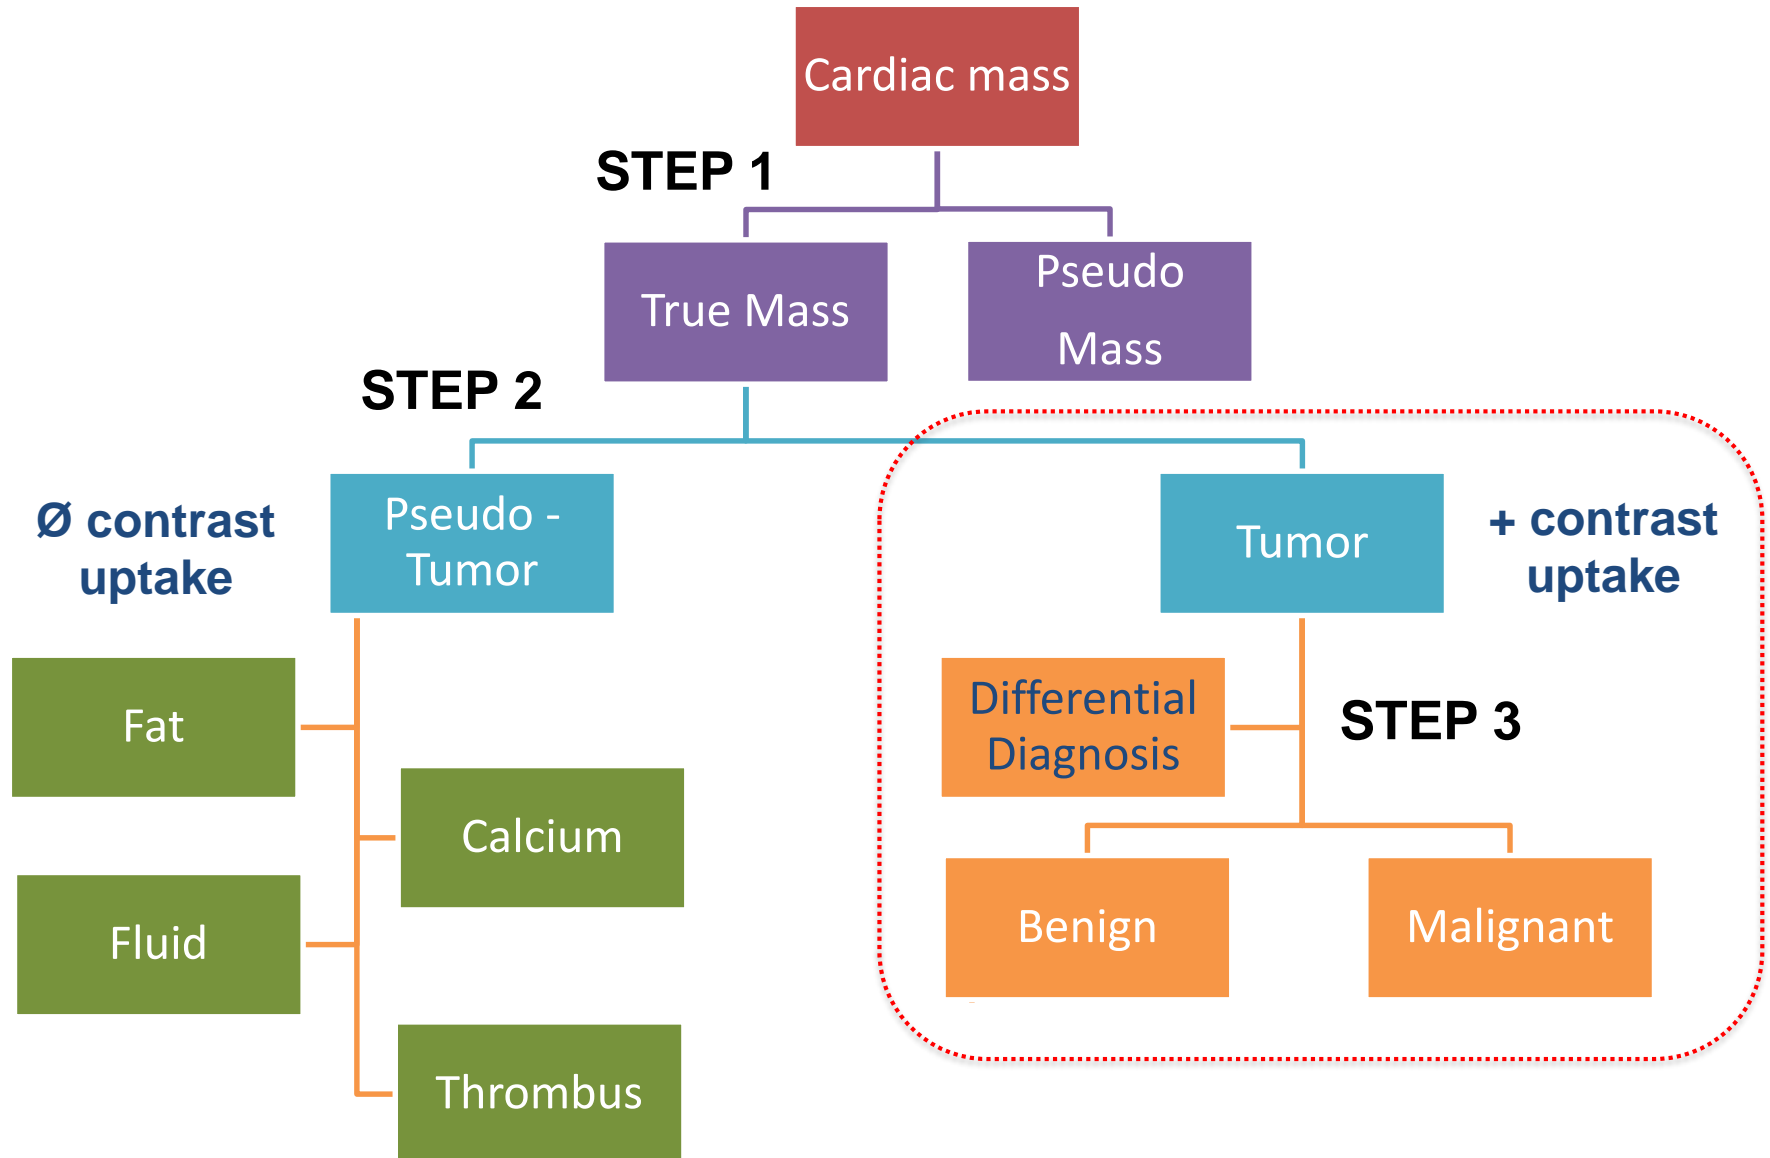 Cardiac mass
STEP 1
True Mass
Pseudo
Mass
STEP 2
Ø contrast
uptake
Pseudo -
Tumor
Tumor
+ contrast
uptake
Fat
Calcium
Fluid
Thrombus
Differential
Diagnosis
STEP 3
Benign
Malignant